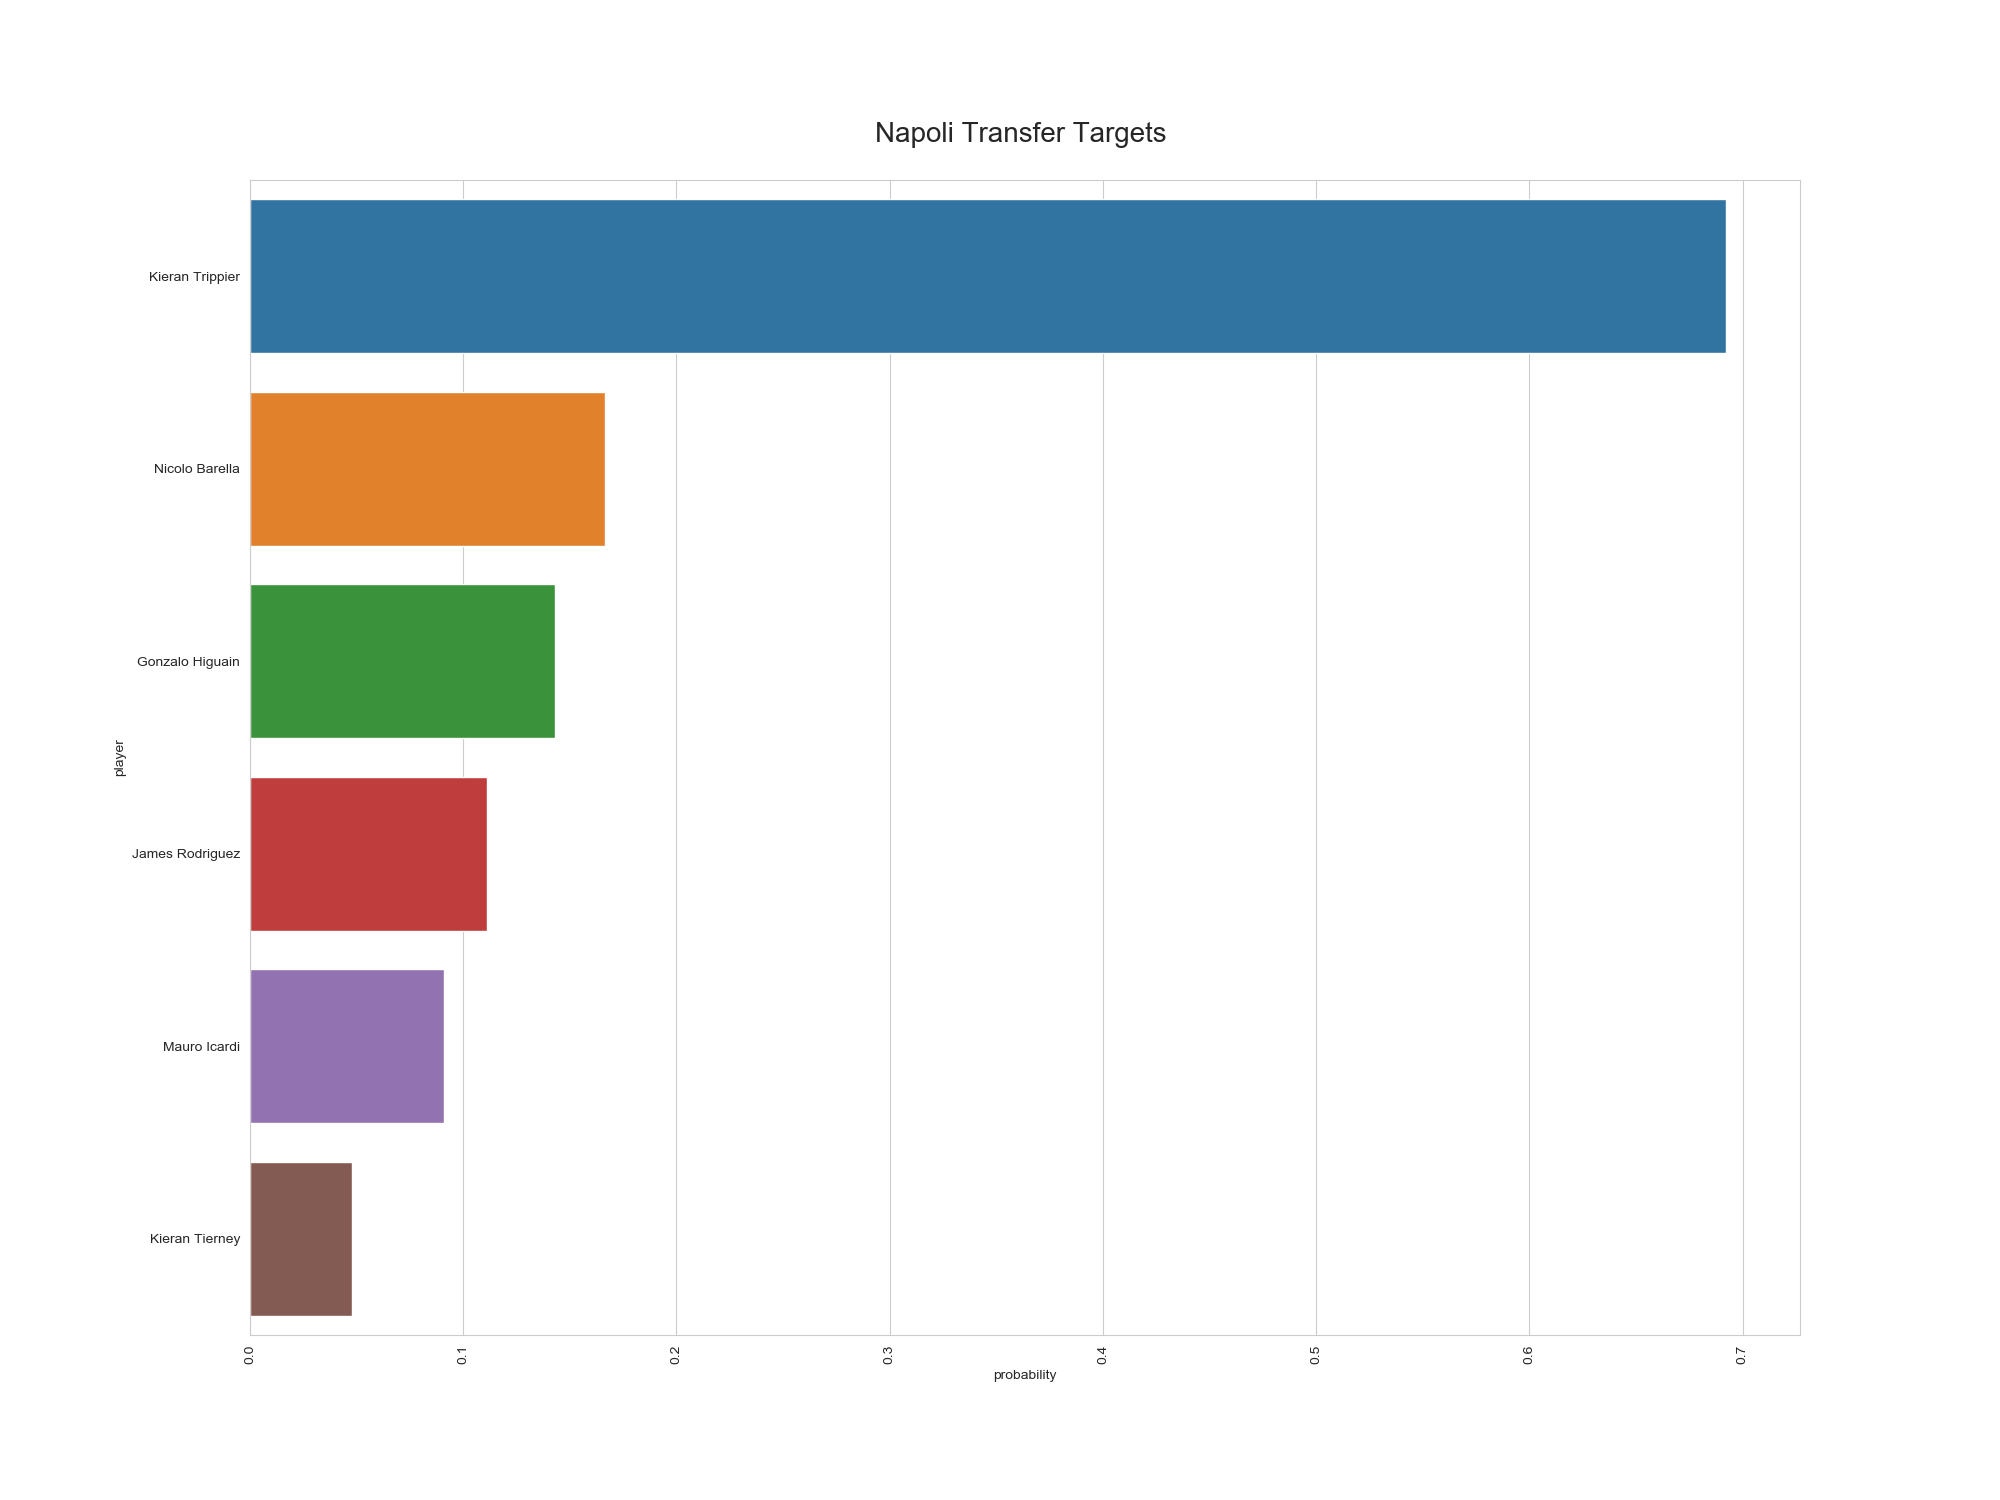 Napoli Transfer Targets
Kieran Trippier
Nicolo Barella
Gonzalo Higuain
James Rodriguez
Mauro Icardi
Kieran Tierney
player
0.0 0.1 0.2 0.3 0.4 0.5 0.6 0.7
probability